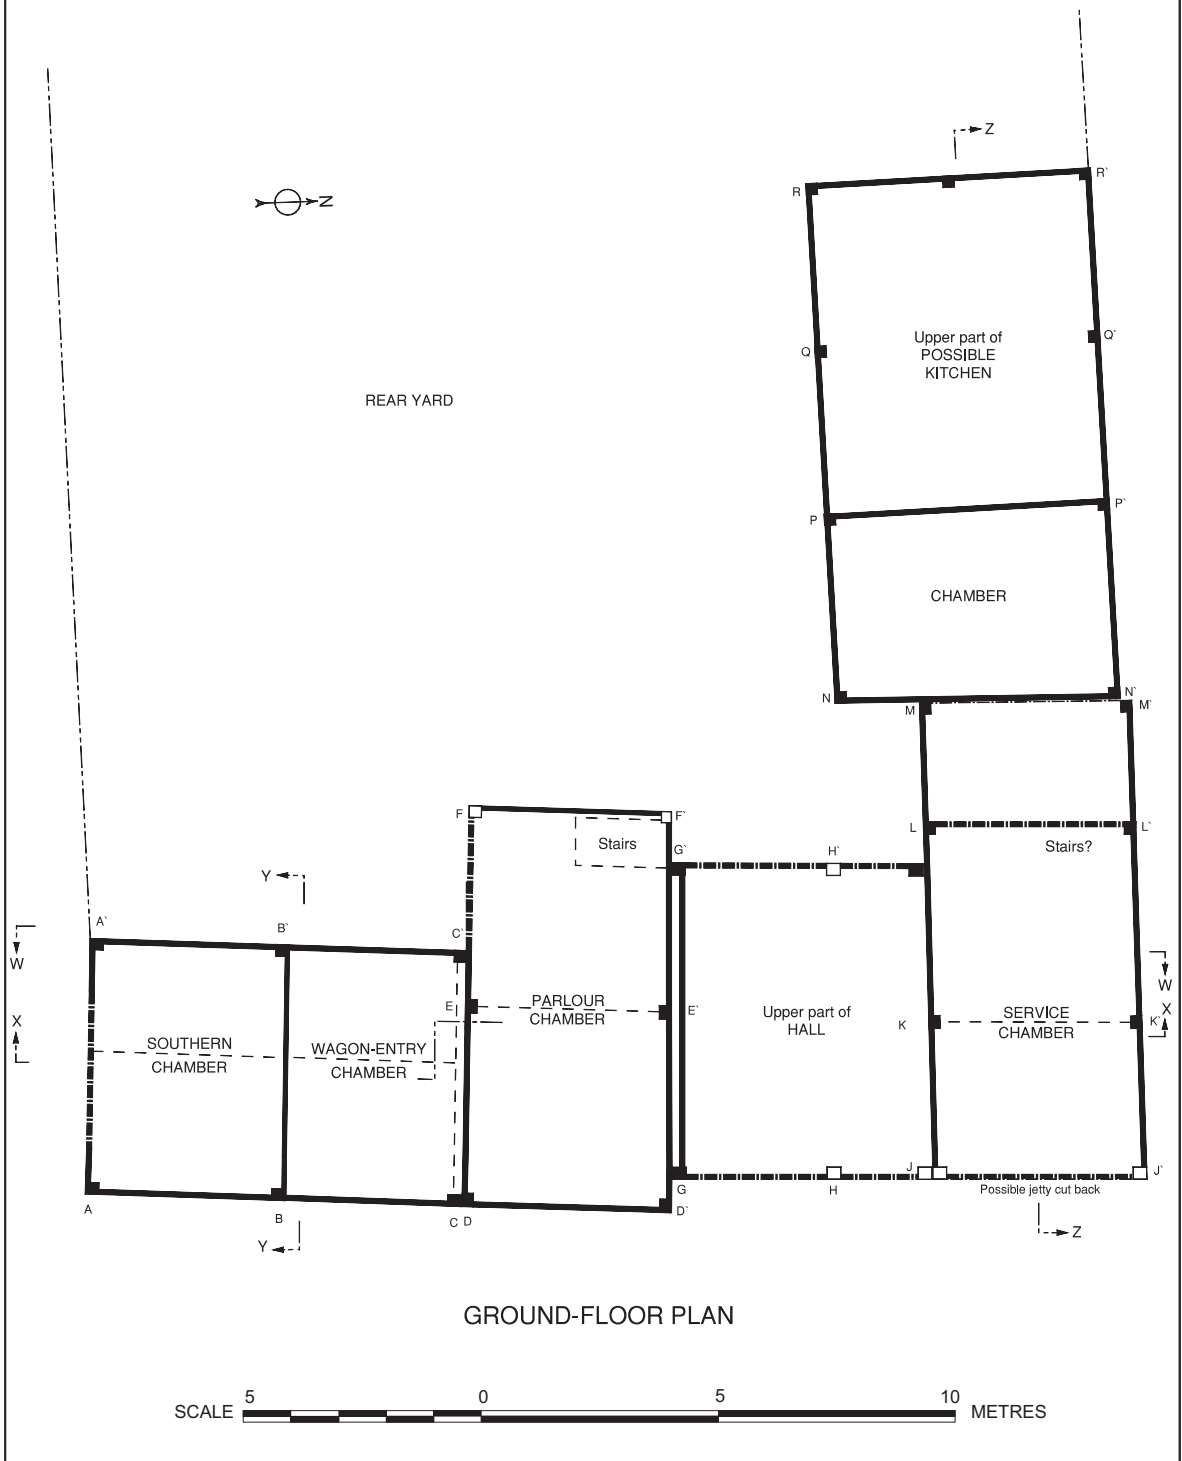 Z
R
R`
N
Q
Q`
Upper part of
POSSIBLE
KITCHEN
REAR YARD
P
P`
CHAMBER
N
N`
M
M`
F
F`
Stairs
L
L`
Stairs?
G`
H`
Y
A`
B`
C`
W
W
X
X
E
PARLOUR
CHAMBER
E`
Upper part of
HALL
K
SERVICE
CHAMBER
K`
SOUTHERN
CHAMBER
WAGON-ENTRY
CHAMBER
A
B
C
D
D`
G
H
J
J`
Possible jetty cut back
Y
Z
GROUND-FLOOR PLAN
5
0
5
10
SCALE
METRES